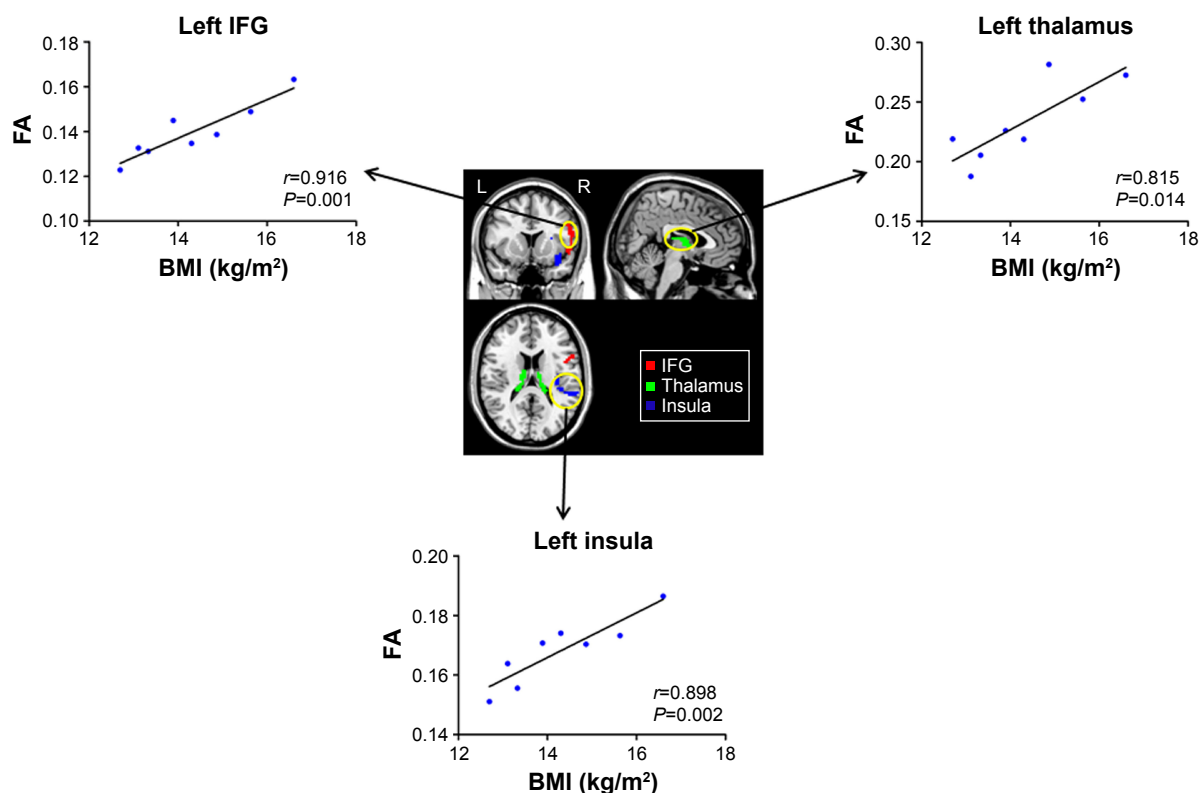 Left IFG
0.18
0.16
0.14
0.12
0.10
FA
r=0.916
P=0.001
12 14 16 18
BMI (kg/m²)
Left thalamus
0.30
0.25
0.20
0.15
FA
r=0.815
P=0.014
12 14 16 18
BMI (kg/m²)
L R
IFG
Thalamus
Insula
Left insula
0.20
0.18
0.16
0.14
FA
r=0.898
P=0.002
12 14 16 18
BMI (kg/m²)